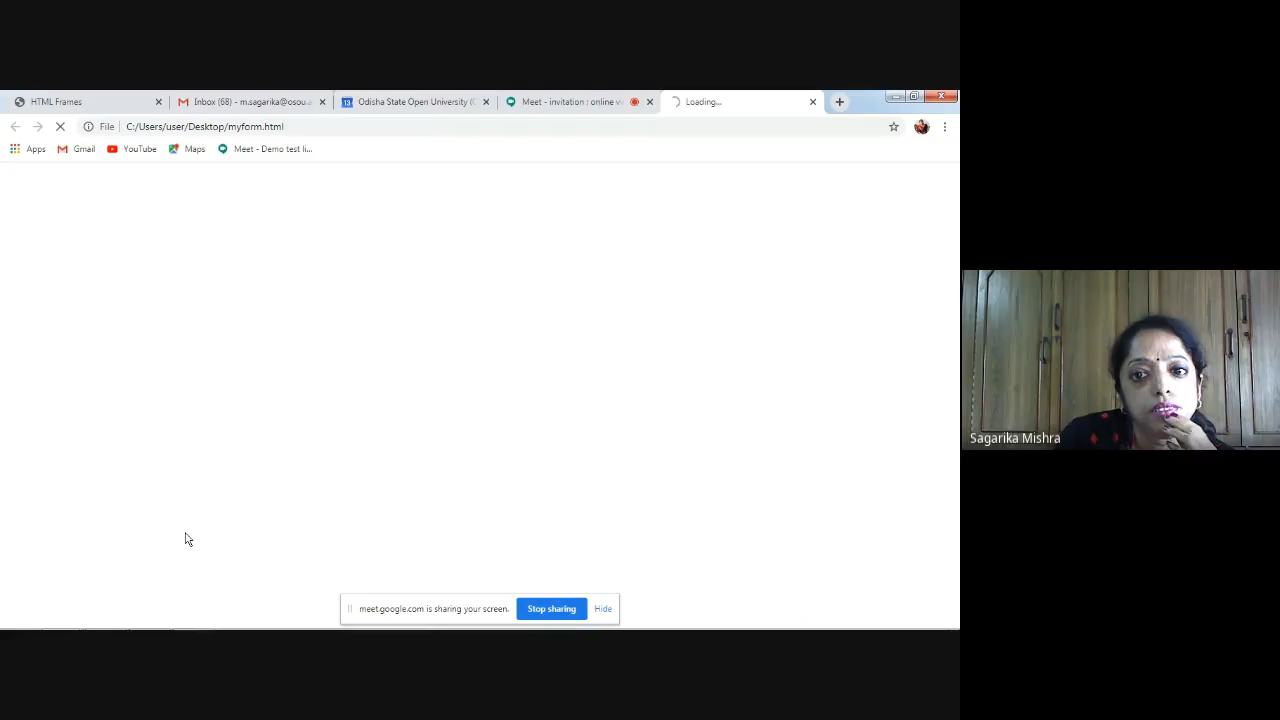 HTML Frames
Inbox (68) - m.sagarika@osou.a
Odisha State Open University (C
Meet - invitation : online vi
Loading...
File
C:/Users/user/Desktop/myform.html
Apps
Gmail
YouTube
Maps
Meet - Demo test li...
Sagarika Mishra
meet.google.com is sharing your screen.
Stop sharing
Hide